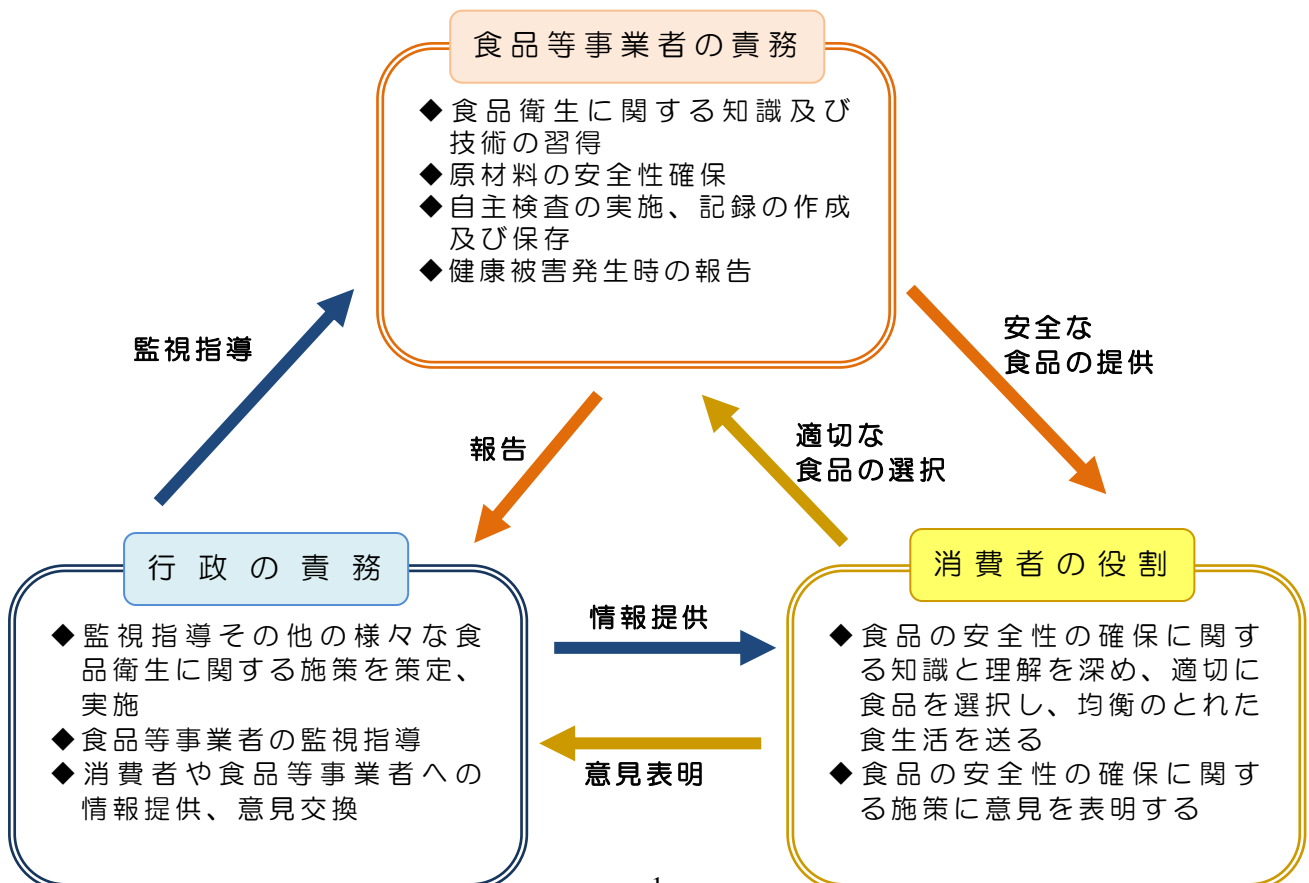 食品等事業者の責務
◆食品衛生に関する知識及び
技術の習得
◆原材料の安全性確保
◆自主検査の実施、記録の作成
及び保存
◆健康被害発生時の報告
監視指導
安全な
食品の提供
報告
適切な
食品の選択
行政の責務
◆監視指導その他の様々な食
品衛生に関する施策を策定、
実施
◆食品等事業者の監視指導
◆消費者や食品等事業者への
情報提供、意見交換
情報提供
意見表明
消費者の役割
◆食品の安全性の確保に関す
る知識と理解を深め、適切に
食品を選択し、均衡のとれた
食生活を送る
◆食品の安全性の確保に関す
る施策に意見を表明する
1